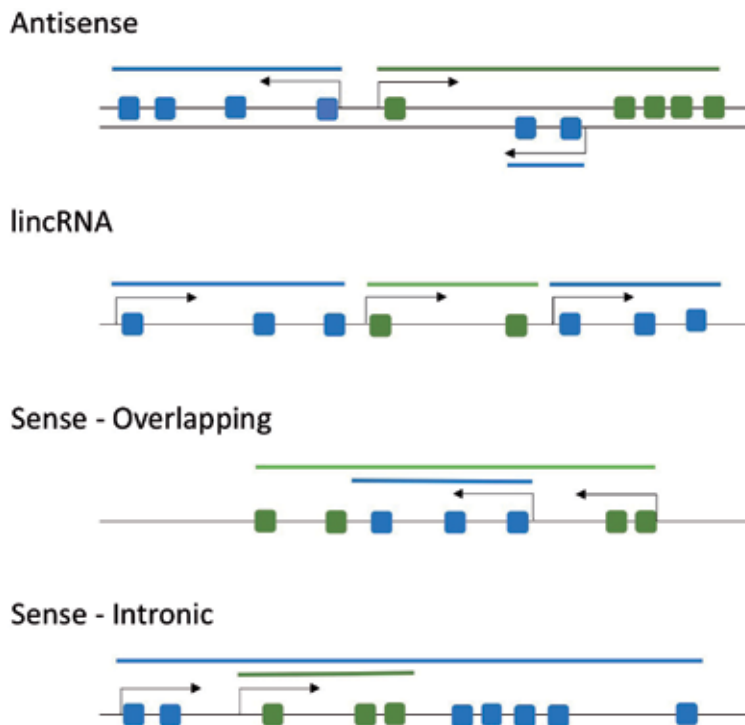 Antisense
lincRNA
Sense - Overlapping
Sense - Intronic